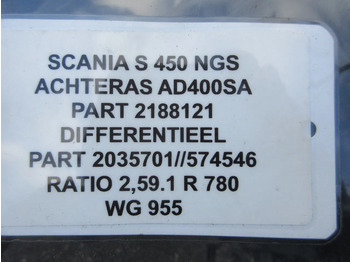 SCANIA S 450 NGS
ACHTERAS AD400SA
PART 2188121
DIFFERENTIEEL
PART 2035701//574546
RATIO 2,59.1 R 780
WG 955